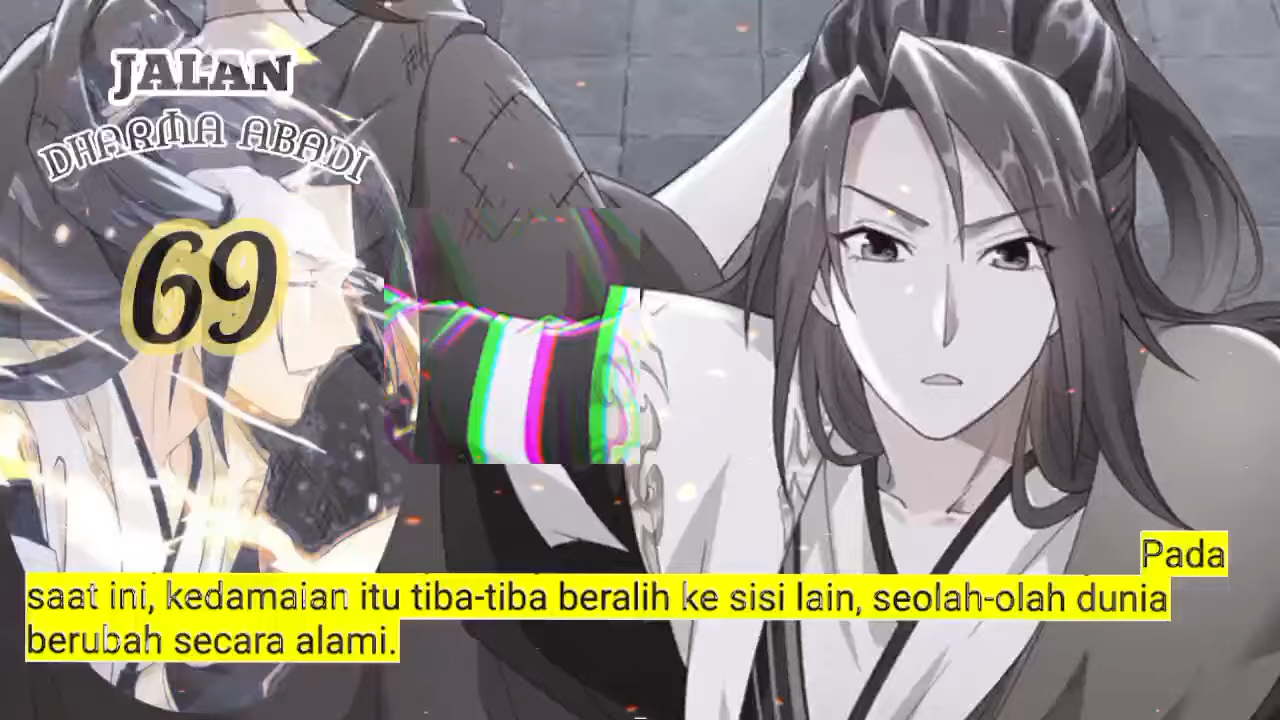 JALAN
DHARMA ABADI
69
Pada
saat ini, kedamaian itu tiba-tiba beralih ke sisi lain, seolah-olah dunia
berubah secara alami.